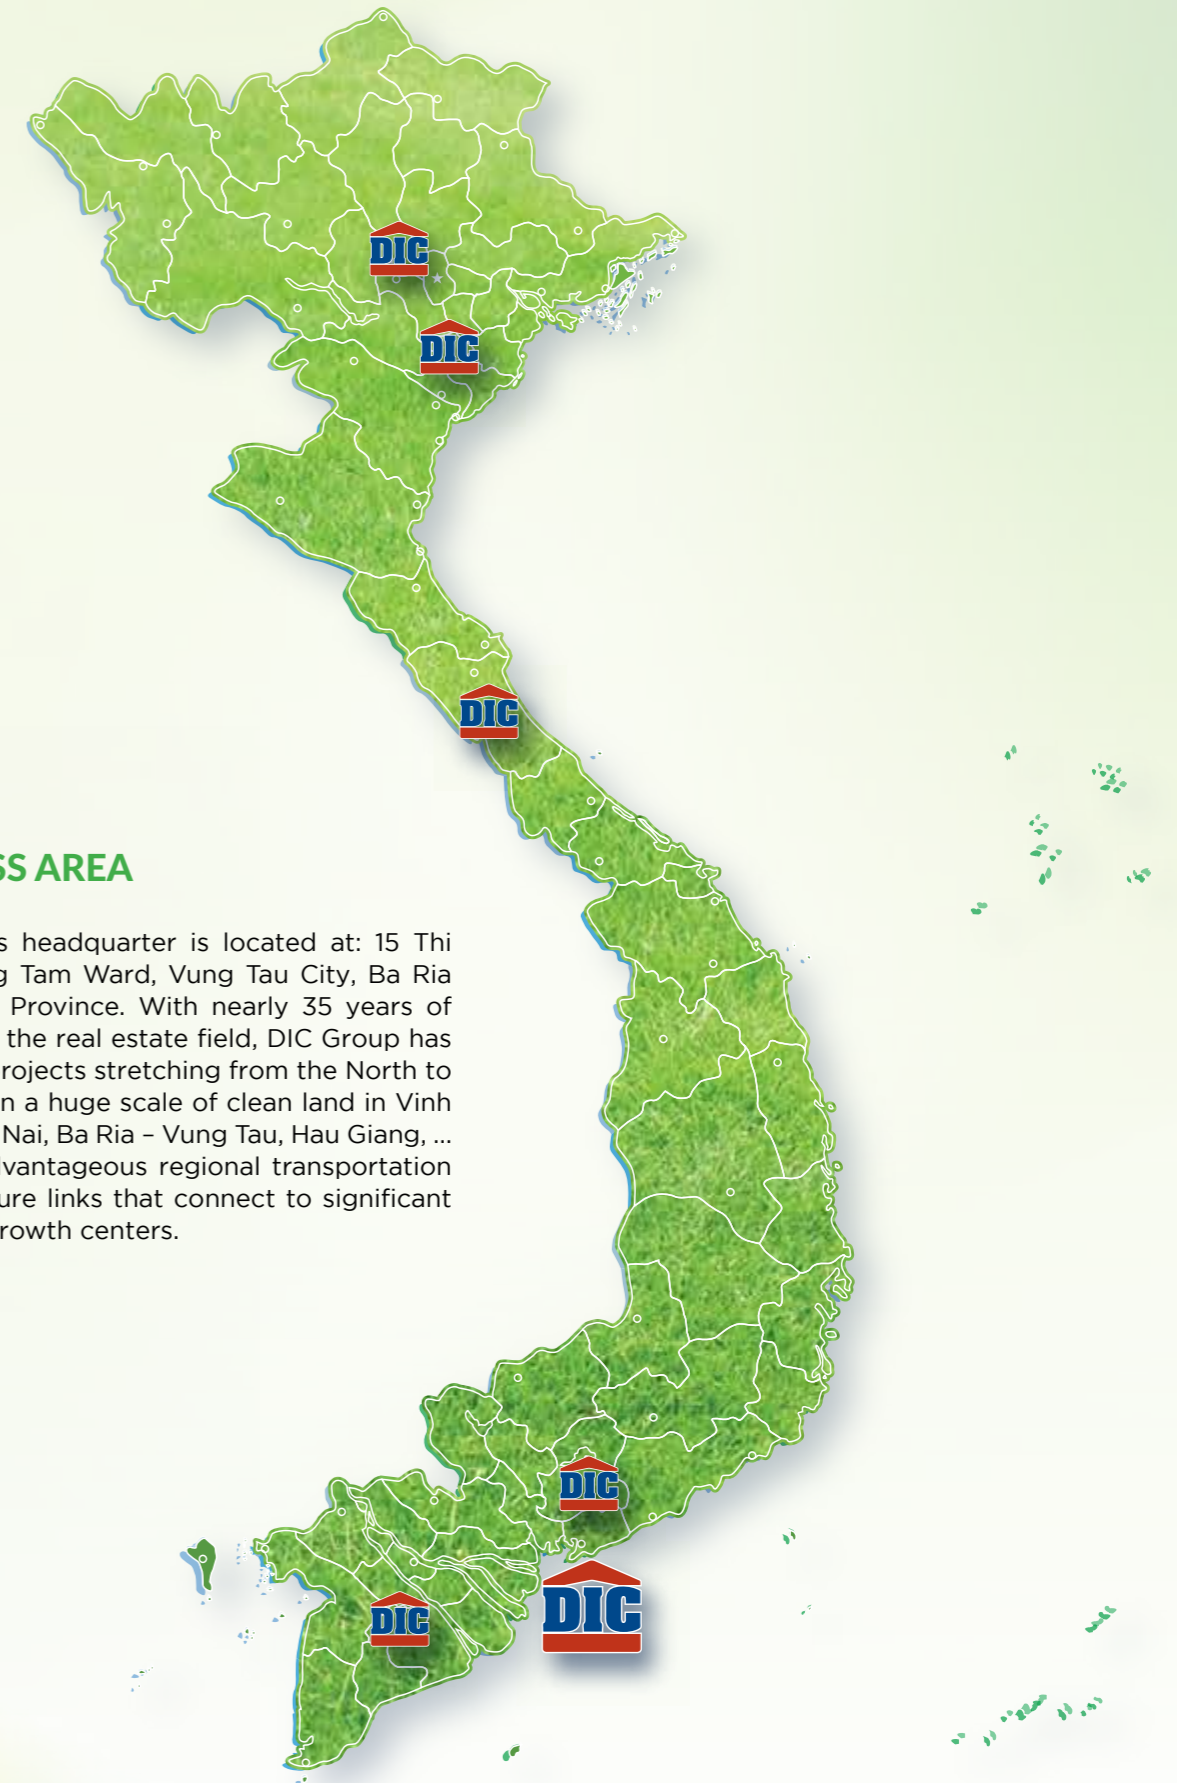 DIC
DIC
DIC
SS AREA
s headquarter is located at: 15 Thi
g Tam Ward, Vung Tau City, Ba Ria
Province. With nearly 35 years of
the real estate field, DIC Group has
rojects stretching from the North to
n a huge scale of clean land in Vinh
Nai, Ba Ria – Vung Tau, Hau Giang, ...
dvantageous regional transportation
ure links that connect to significant
rowth centers.
DIC
DIC
DIC